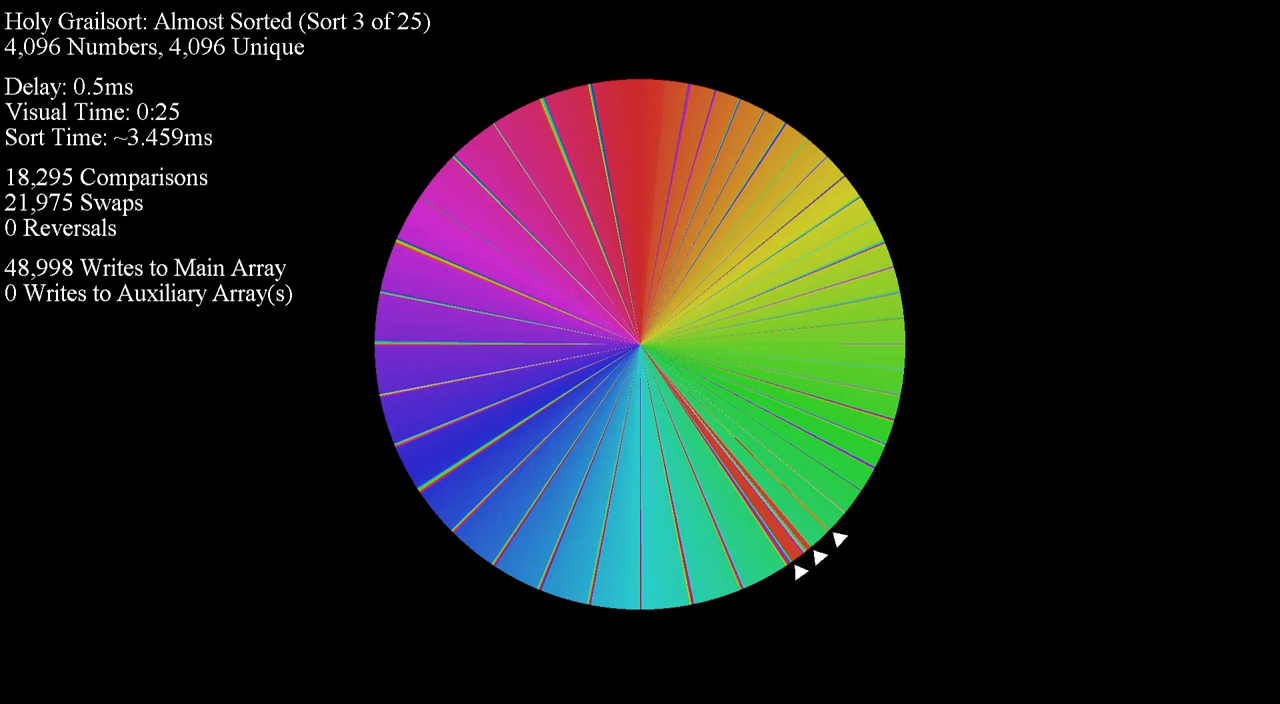 Holy Grailsort: Almost Sorted (Sort 3 of 25)
4,096 Numbers, 4,096 Unique
Delay: 0.5ms
Visual Time: 0:25
Sort Time: ~3.459ms
18,295 Comparisons
21,975 Swaps
0 Reversals
48,998 Writes to Main Array
0 Writes to Auxiliary Array(s)